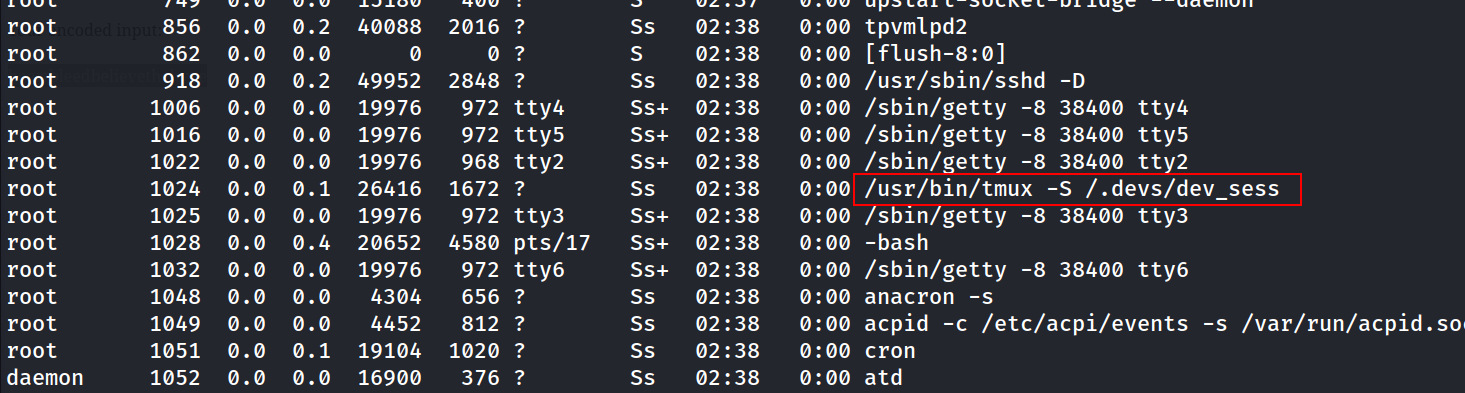 root 749 0.0 0.0 15180 400 ? S 02:37 0:00 upstart-socket-bridge --daemon
root 856 0.0 0.2 40088 2016 ? Ss 02:38 0:00 tpvmlpd2
root 862 0.0 0.0 0 0 ? S 02:38 0:00 [flush-8:0]
root 918 0.0 0.2 49952 2848 ? Ss 02:38 0:00 /usr/sbin/sshd -D
root 1006 0.0 0.0 19976 972 tty4 Ss+ 02:38 0:00 /sbin/getty -8 38400 tty4
root 1016 0.0 0.0 19976 972 tty5 Ss+ 02:38 0:00 /sbin/getty -8 38400 tty5
root 1022 0.0 0.0 19976 968 tty2 Ss+ 02:38 0:00 /sbin/getty -8 38400 tty2
root 1024 0.0 0.1 26416 1672 ? Ss 02:38 0:00 /usr/bin/tmux -S /.devs/dev_sess
root 1025 0.0 0.0 19976 972 tty3 Ss+ 02:38 0:00 /sbin/getty -8 38400 tty3
root 1028 0.0 0.4 20652 4580 pts/17 Ss+ 02:38 0:00 -bash
root 1032 0.0 0.0 19976 972 tty6 Ss+ 02:38 0:00 /sbin/getty -8 38400 tty6
root 1048 0.0 0.0 4304 656 ? Ss 02:38 0:00 anacron -s
root 1049 0.0 0.0 4452 812 ? Ss 02:38 0:00 acpid -c /etc/acpi/events -s /var/run/acpid.soc
root 1051 0.0 0.1 19104 1020 ? Ss 02:38 0:00 cron
daemon 1052 0.0 0.0 16900 376 ? Ss 02:38 0:00 atd